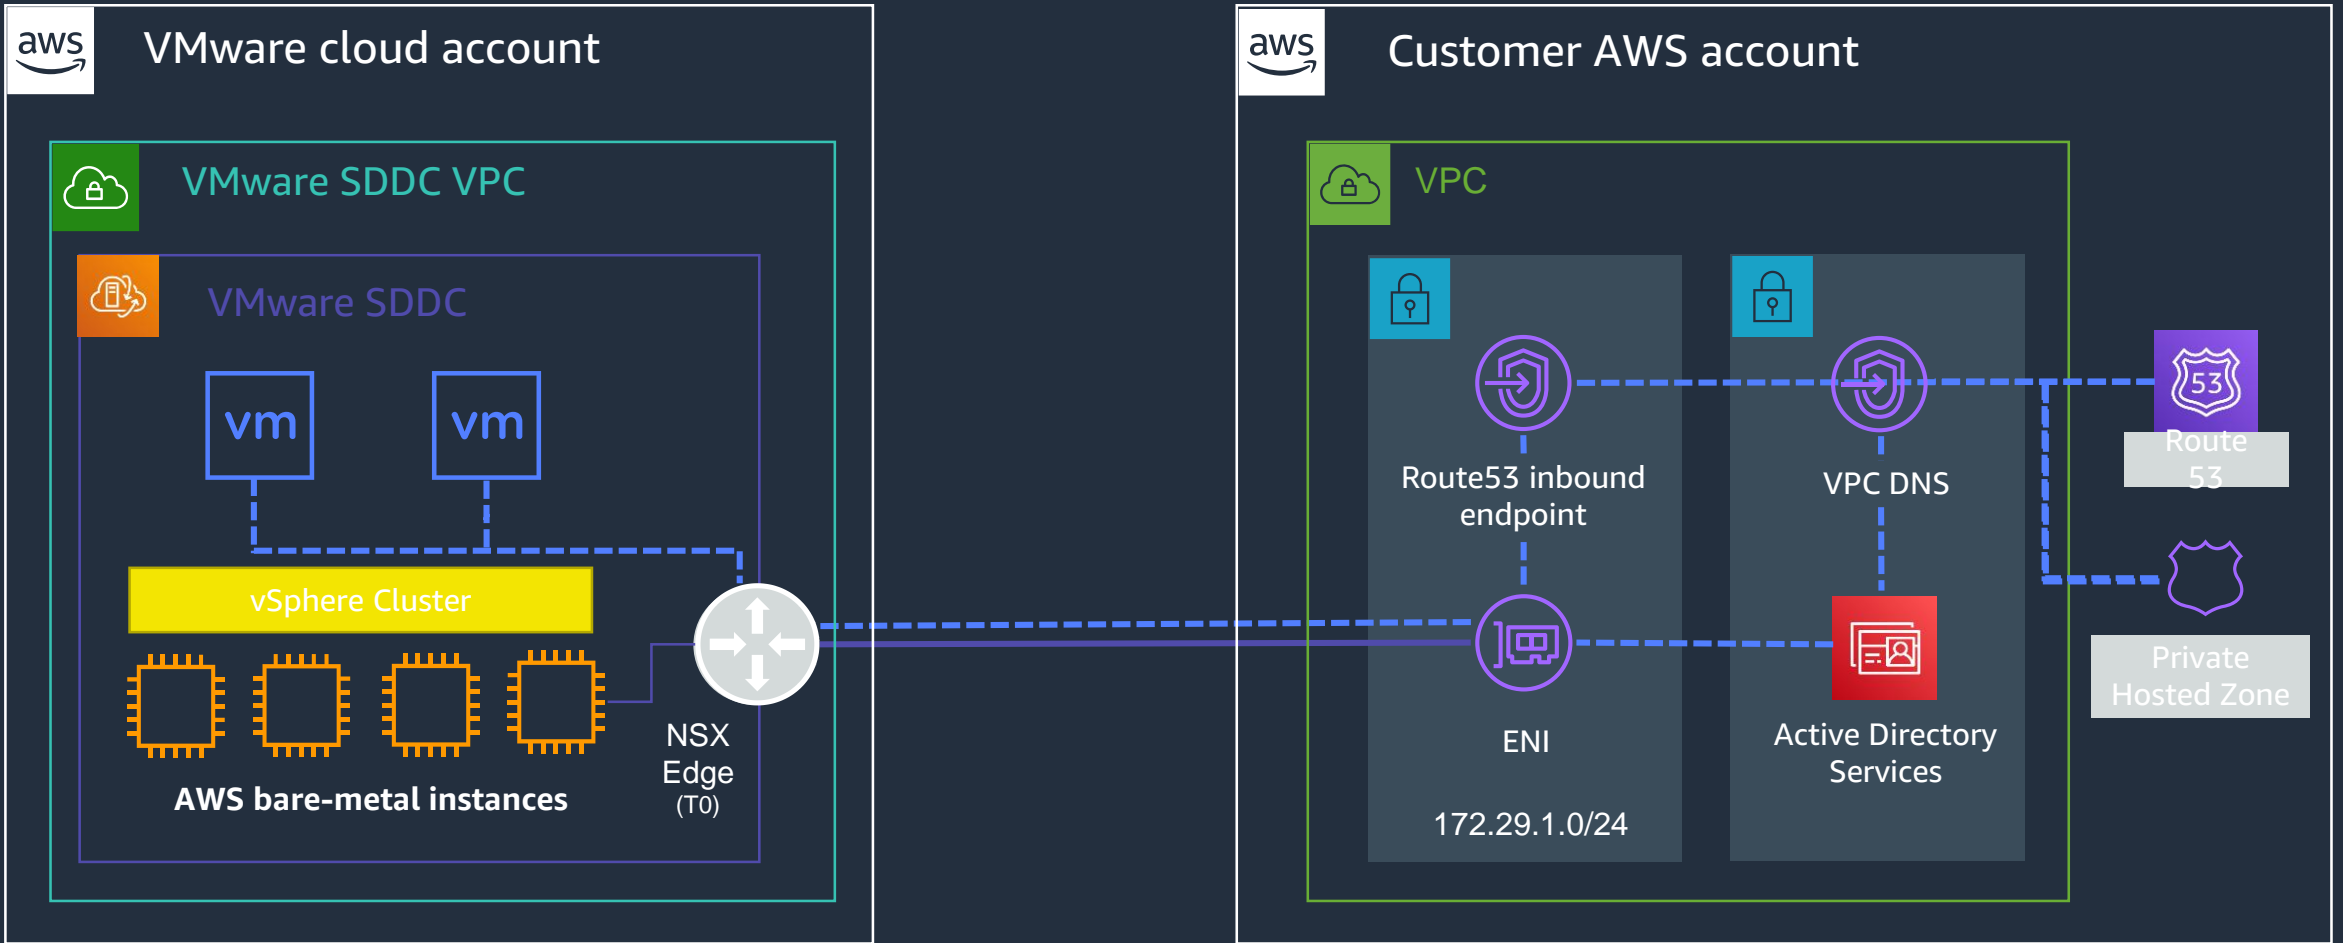 aws
VMware cloud account
VMware SDDC VPC
VMware SDDC
vm
vm
vSphere Cluster
AWS bare-metal instances
NSX
Edge
(T0)
aws
Customer AWS account
VPC
Route53 inbound
endpoint
ENI
172.29.1.0/24
VPC DNS
Active Directory
Services
53
Route
53
Private
Hosted Zone